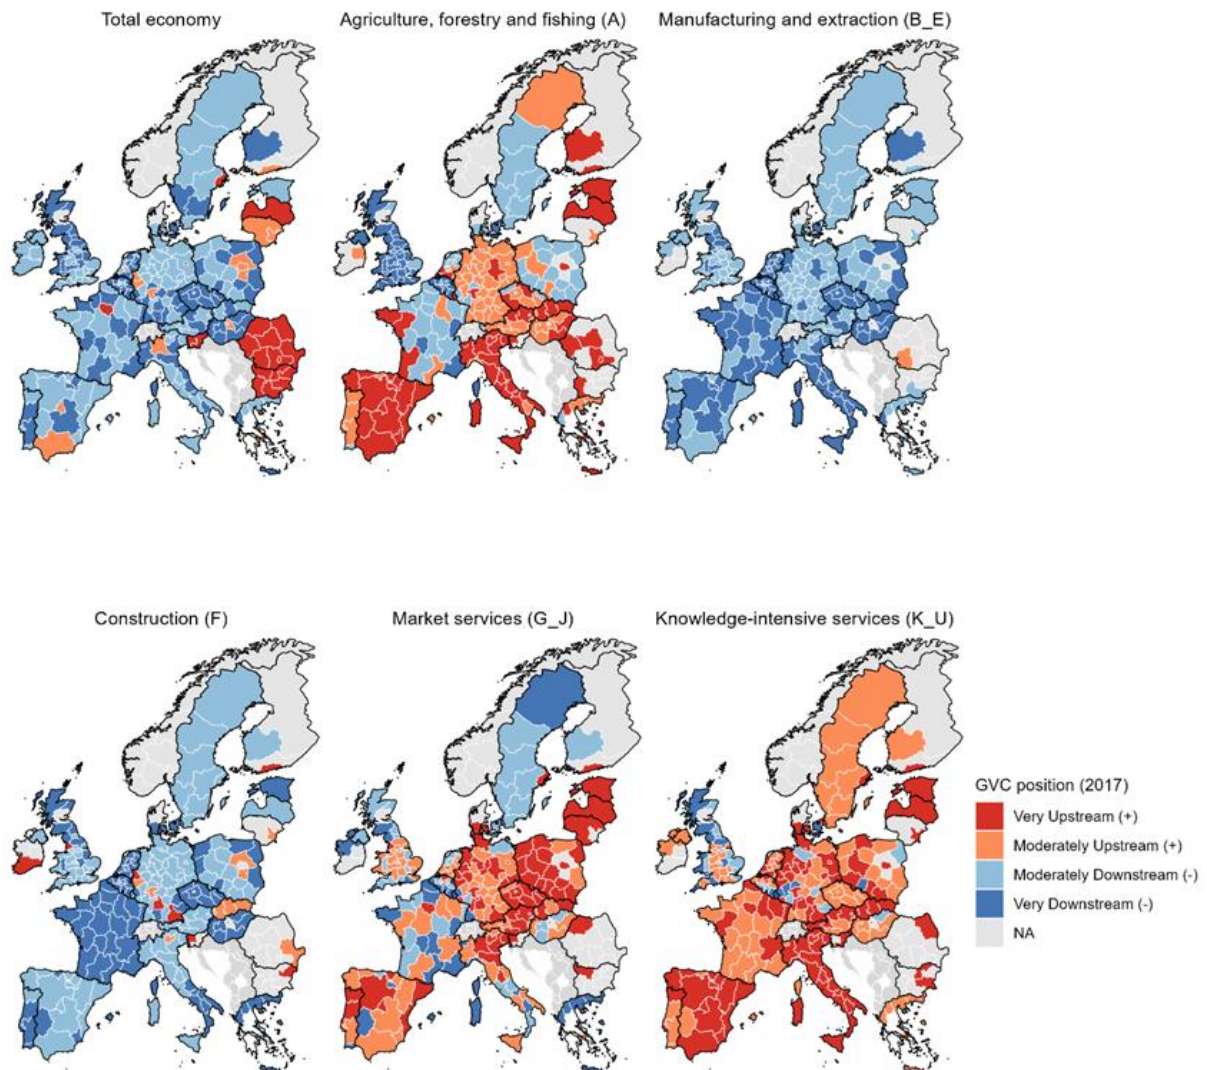 Total economy
Agriculture, forestry and fishing (A)
Manufacturing and extraction (B_E)
Construction (F)
Market services (G_J)
Knowledge-intensive services (K_U)
GVC position (2017)
Very Upstream (+)
Moderately Upstream (+)
Moderately Downstream (-)
Very Downstream (-)
NA